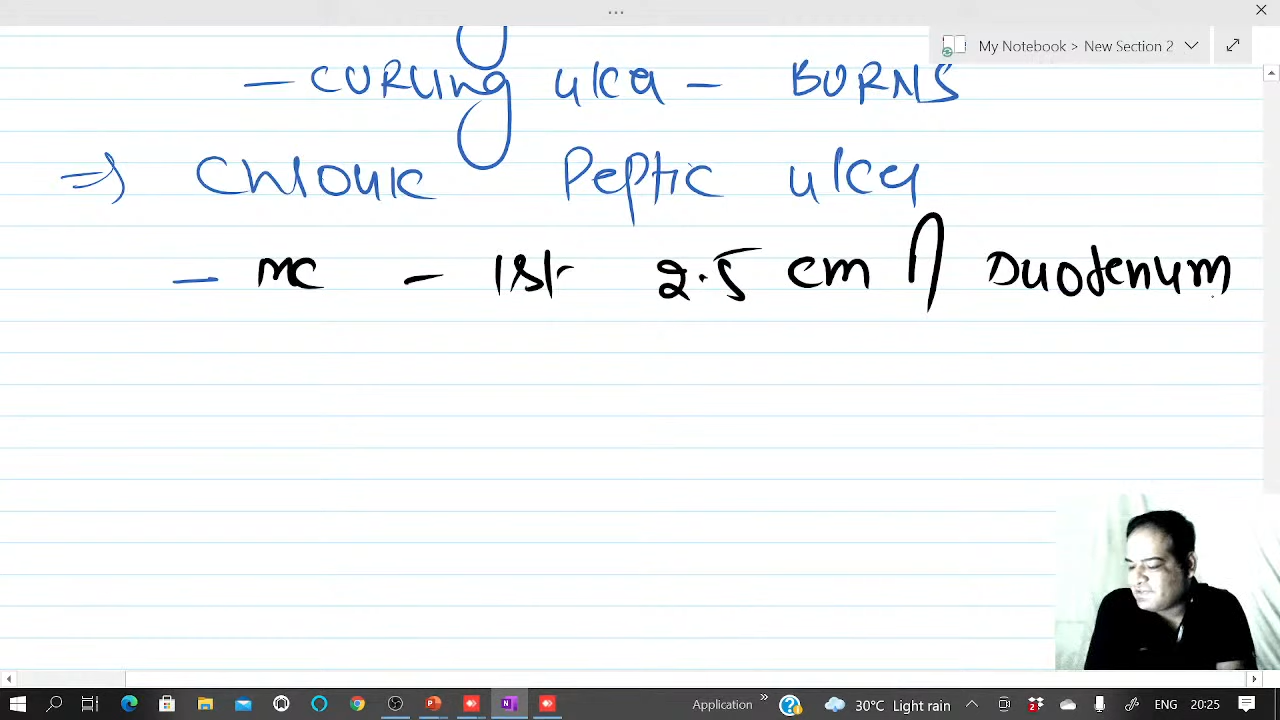 ...
My Notebook > New Section 2
- CURLING ulcer - BURNS
⇒ Chronic Peptic ulcer
- mc - 1st 2.5 cm of Duodenum
Application
30°C Light rain
ENG
20:25